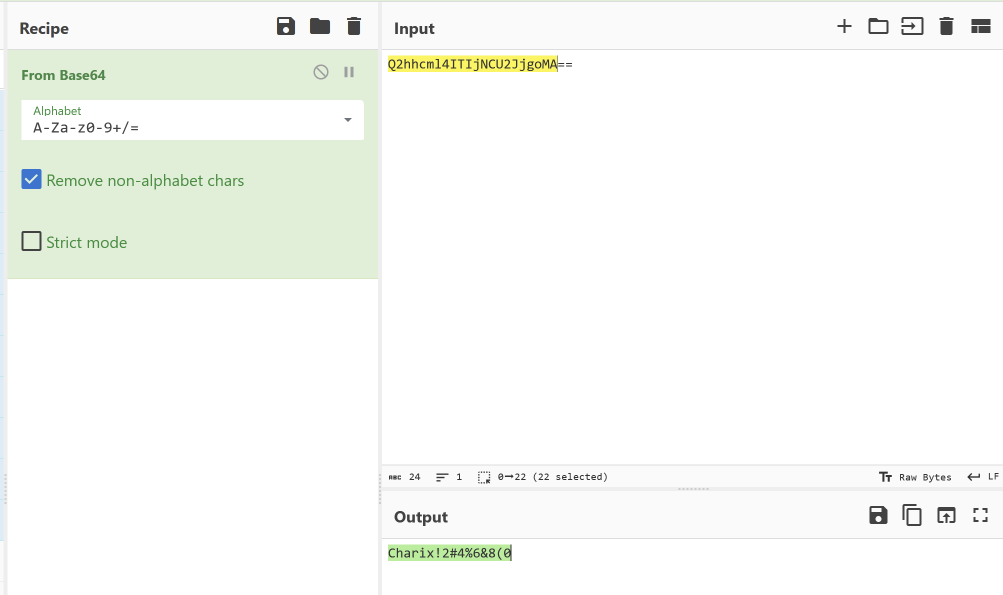 Recipe
From Base64
Alphabet
A-Za-z0-9+/=
Remove non-alphabet chars
Strict mode
Input
Q2hhcml4ITIjNCU2JjgoMA==
ABC 24 1 0→22 (22 selected) Raw Bytes LF
Output
Charix!2#4%6&8(0